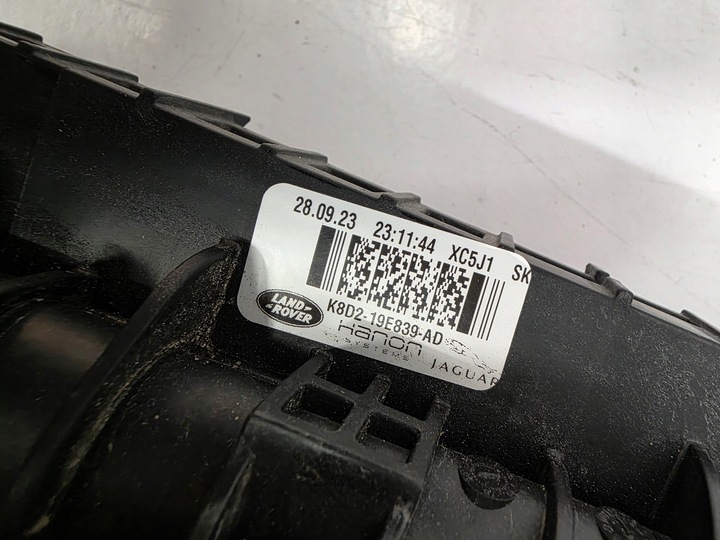 28.09.23 23:11:44 XC5J1 SK
LAND
ROVER
K8D2-19E839-AD
Hanon
SYSTEMS
JAGUAR